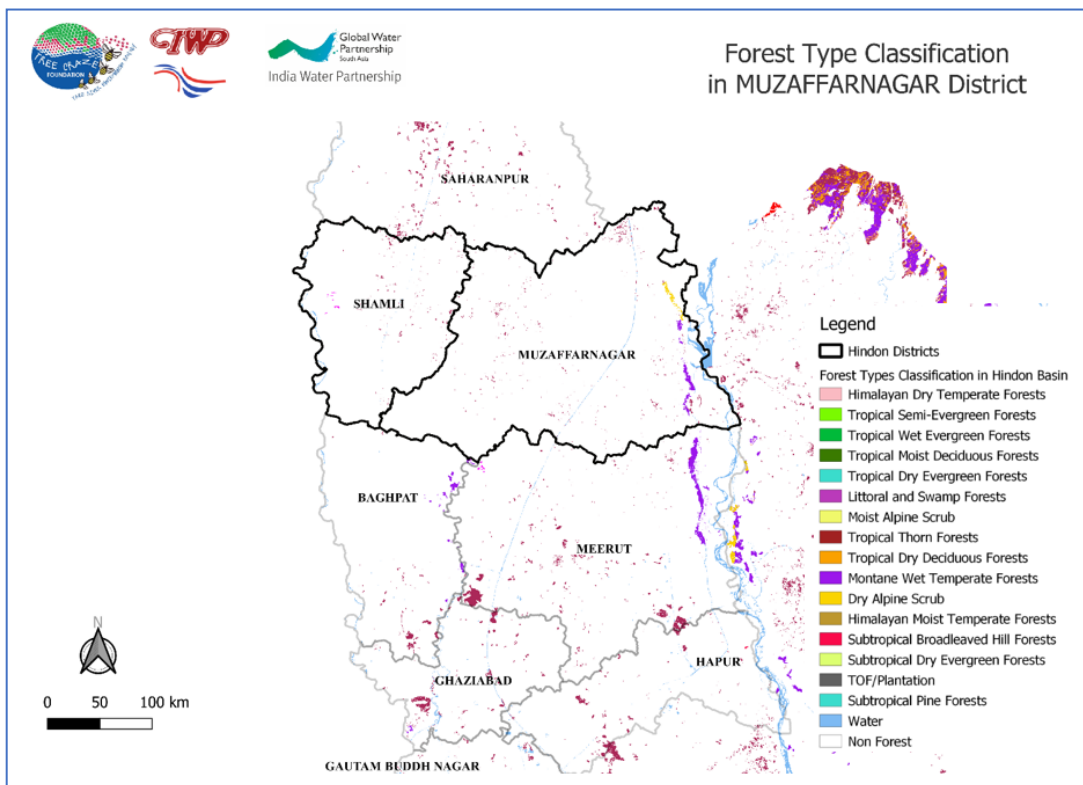 TREE CRAZE
FOUNDATION
CIWP
Global Water
Partnership
South Asia
India Water Partnership
Forest Type Classification
in MUZAFFARNAGAR District
SAHARANPUR
SHAMLI
MUZAFFARNAGAR
BAGHPAT
MEERUT
HAPUR
GHAZIABAD
GAUTAM BUDDH NAGAR
Legend
Hindon Districts
Forest Types Classification in Hindon Basin
Himalayan Dry Temperate Forests
Tropical Semi-Evergreen Forests
Tropical Wet Evergreen Forests
Tropical Moist Deciduous Forests
Tropical Dry Evergreen Forests
Littoral and Swamp Forests
Moist Alpine Scrub
Tropical Thorn Forests
Tropical Dry Deciduous Forests
Montane Wet Temperate Forests
Dry Alpine Scrub
Himalayan Moist Temperate Forests
Subtropical Broadleaved Hill Forests
Subtropical Dry Evergreen Forests
TOF/Plantation
Subtropical Pine Forests
Water
Non Forest
N
0 50 100 km